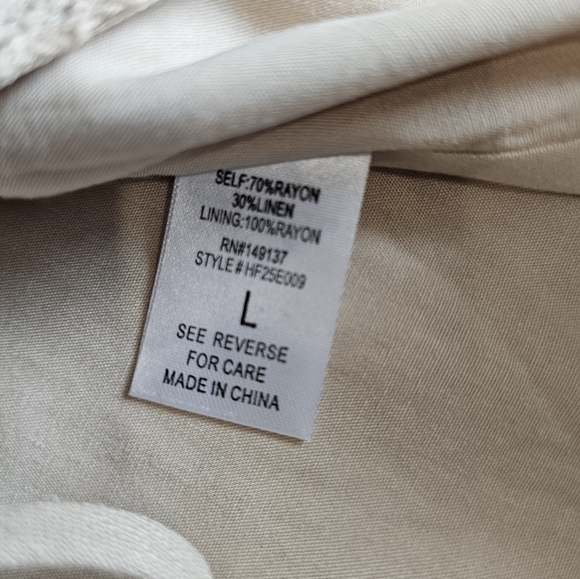 SELF:70%RAYON
30%LINEN
LINING:100%RAYON
RN#149137
STYLE#HF25E009
L
SEE REVERSE
FOR CARE
MADE IN CHINA